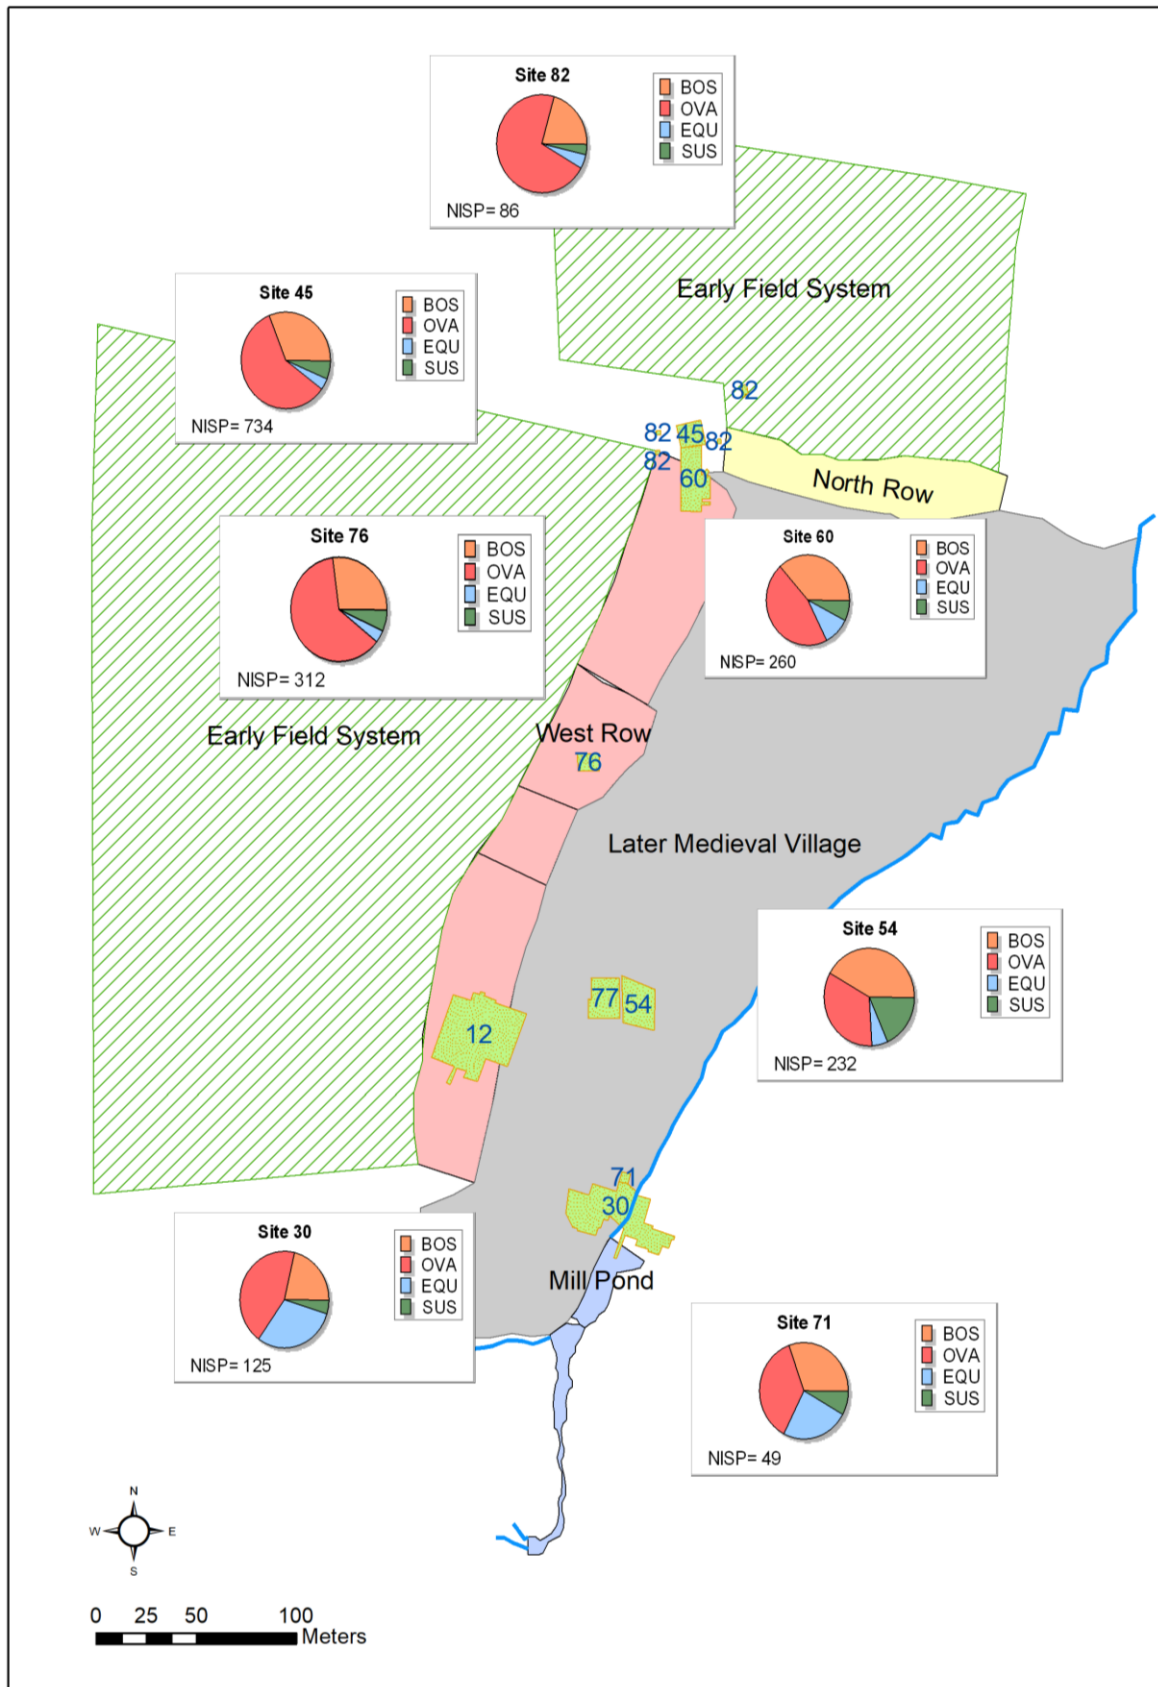 Site 82
BOS
OVA
EQU
SUS
NISP= 86
Early Field System
Site 45
BOS
OVA
EQU
SUS
NISP= 734
82
82
45
82
82
60
North Row
Site 76
BOS
OVA
EQU
SUS
NISP= 312
Site 60
BOS
OVA
EQU
SUS
NISP= 260
Early Field System
West Row
76
Later Medieval Village
Site 54
BOS
OVA
EQU
SUS
NISP= 232
77
54
12
71
30
Site 30
BOS
OVA
EQU
SUS
NISP= 125
Mill Pond
Site 71
BOS
OVA
EQU
SUS
NISP= 49
N
W
E
S
0 25 50 100
Meters